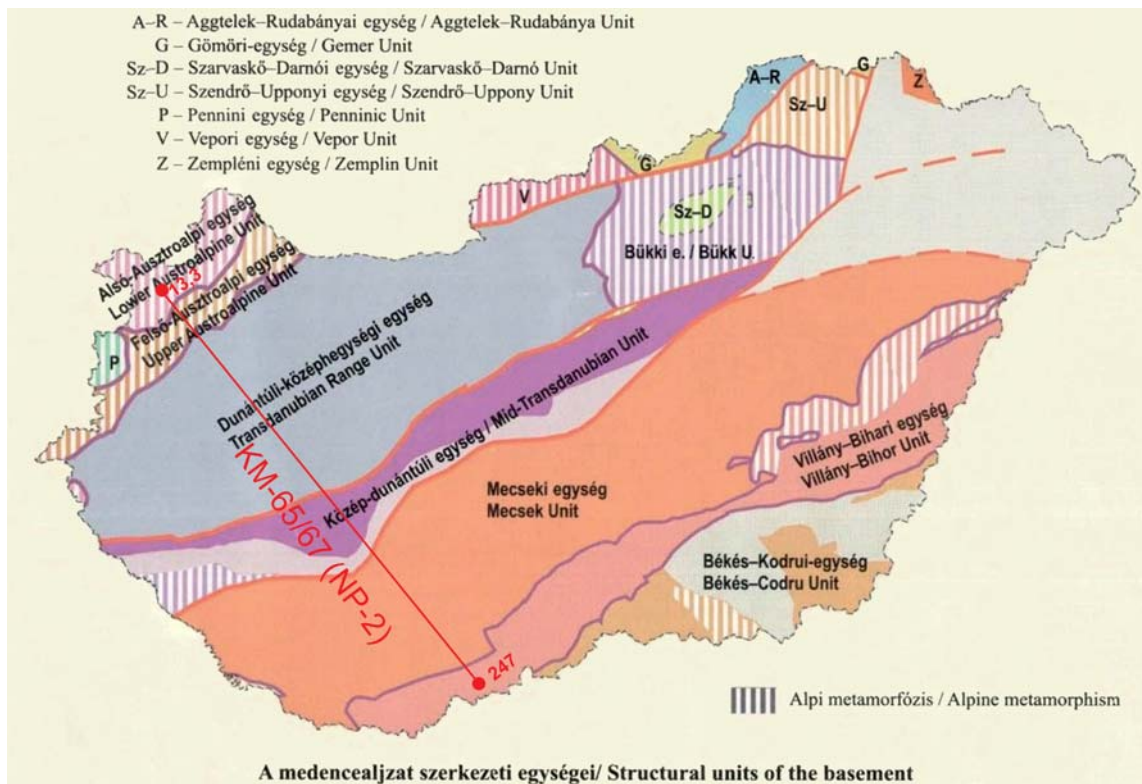 A–R – Aggtelek–Rudabányai egység / Aggtelek–Rudabánya Unit
G – Gömöri-egység / Gemer Unit
Sz–D – Szarvaskő–Darnói egység / Szarvaskő–Darnó Unit
Sz–U – Szendrő–Upponyi egység / Szendrő–Uppony Unit
P – Pennini egység / Penninic Unit
V – Vepori egység / Vepor Unit
Z – Zempléni egység / Zemplin Unit
A–R
G
Z
Sz–U
G
V
Sz–D
Bükki e. / Bükk U.
Alsó-Ausztroalpi egység
Lower Austroalpine Unit
13,3
Felső-Ausztroalpi egység
Upper Austroalpine Unit
P
Dunántúli-középhegységi egység
Transdanubian Range Unit
KM-65/67 (NP-2)
Közép-dunántúli egység / Mid-Transdanubian Unit
Mecseki egység
Mecsek Unit
Villány–Bihari egység
Villány–Bihor Unit
Békés–Kodrui-egység
Békés–Codru Unit
247
Alpi metamorfózis / Alpine metamorphism
A medencealjzat szerkezeti egységei/ Structural units of the basement